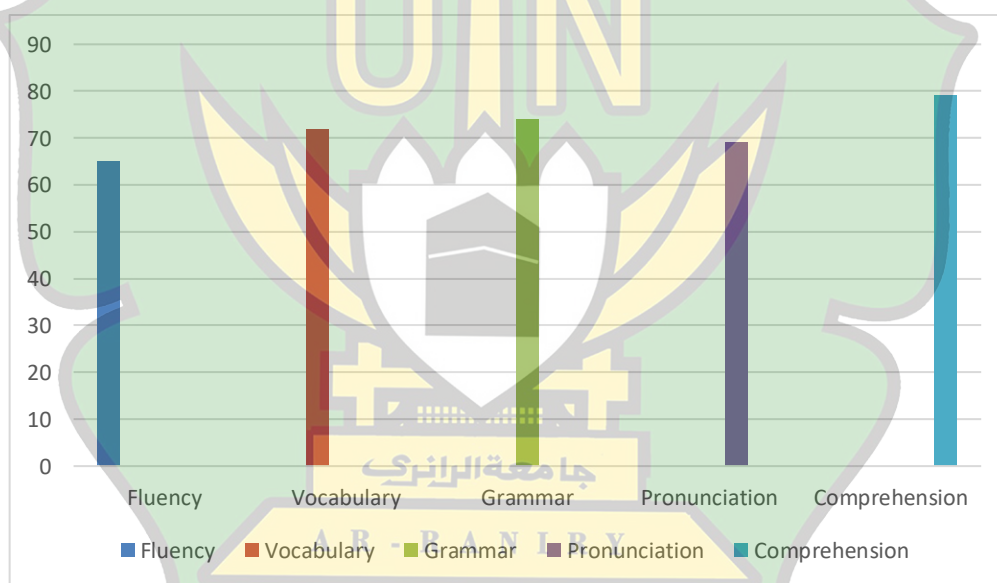 UIN
90
80
70
60
50
40
30
20
10
0
جامعة الرانري
Fluency Vocabulary Grammar Pronunciation Comprehension
AR-RANIRY
Fluency Vocabulary Grammar Pronunciation Comprehension